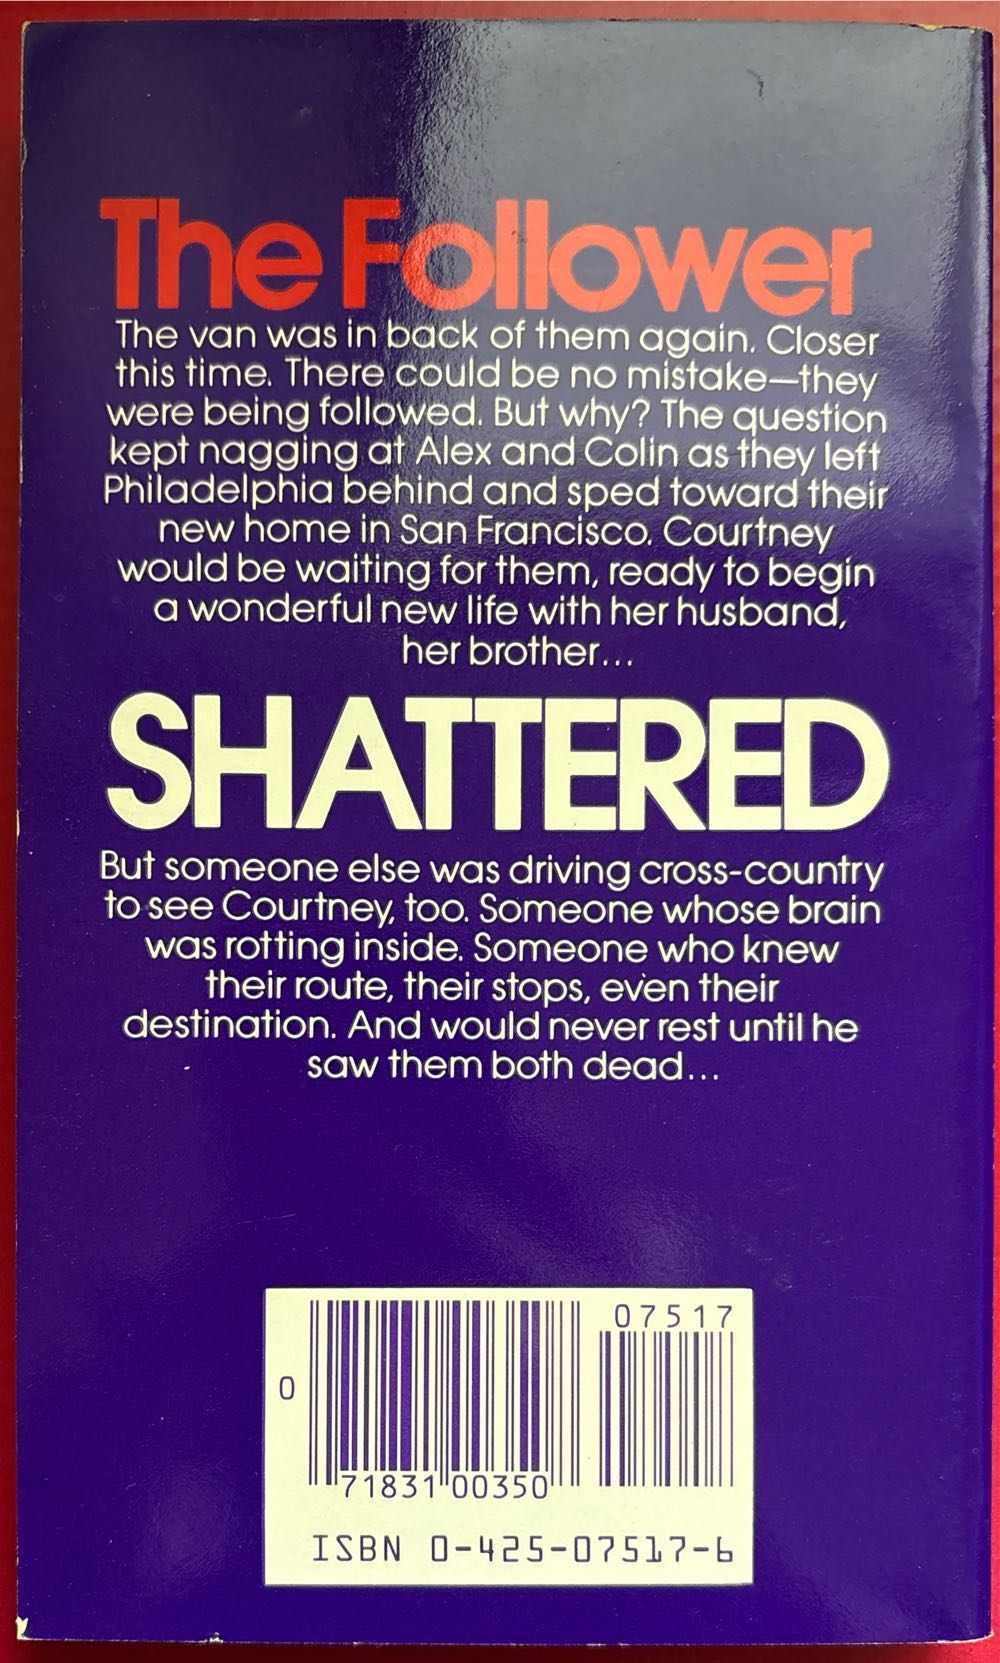 The Follower
The van was in back of them again. Closer
this time. There could be no mistake—they
were being followed. But why? The question
kept nagging at Alex and Colin as they left
Philadelphia behind and sped toward their
new home in San Francisco. Courtney
would be waiting for them, ready to begin
a wonderful new life with her husband,
her brother...
SHATTERED
But someone else was driving cross-country
to see Courtney, too. Someone whose brain
was rotting inside. Someone who knew
their route, their stops, even their
destination. And would never rest until he
saw them both dead...
07517
0
71831 00350
ISBN 0-425-07517-6